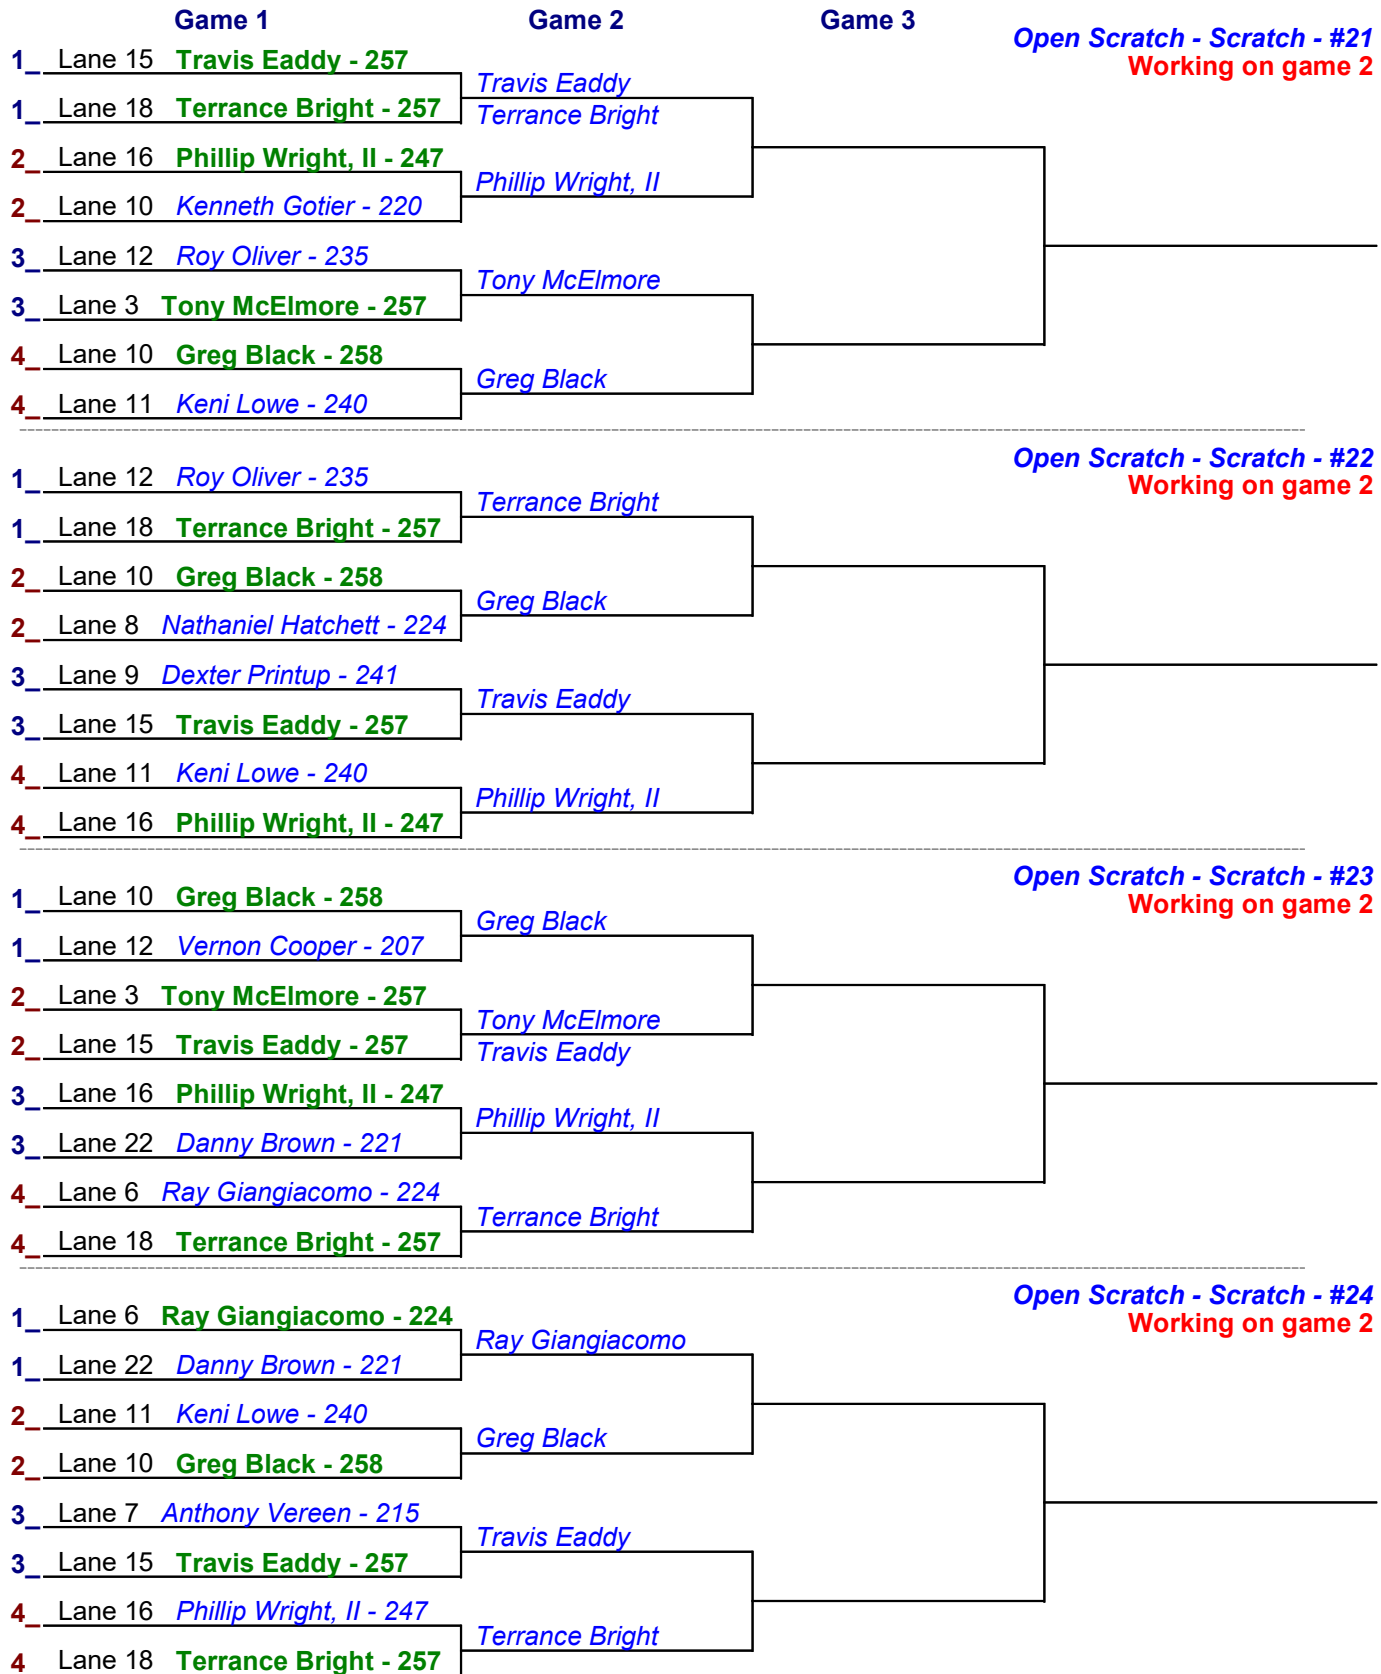 Game 1 Game 2 Game 3
Open Scratch - Scratch - #21
Working on game 2
1_ Lane 15 Travis Eaddy - 257
Travis Eaddy
1_ Lane 18 Terrance Bright - 257
Terrance Bright
2_ Lane 16 Phillip Wright, II - 247
Phillip Wright, II
2_ Lane 10 Kenneth Gotier - 220
3_ Lane 12 Roy Oliver - 235
Tony McElmore
3_ Lane 3 Tony McElmore - 257
4_ Lane 10 Greg Black - 258
Greg Black
4_ Lane 11 Keni Lowe - 240
Open Scratch - Scratch - #22
Working on game 2
1_ Lane 12 Roy Oliver - 235
Terrance Bright
1_ Lane 18 Terrance Bright - 257
2_ Lane 10 Greg Black - 258
Greg Black
2_ Lane 8 Nathaniel Hatchett - 224
3_ Lane 9 Dexter Printup - 241
Travis Eaddy
3_ Lane 15 Travis Eaddy - 257
4_ Lane 11 Keni Lowe - 240
Phillip Wright, II
4_ Lane 16 Phillip Wright, II - 247
Open Scratch - Scratch - #23
Working on game 2
1_ Lane 10 Greg Black - 258
Greg Black
1_ Lane 12 Vernon Cooper - 207
2_ Lane 3 Tony McElmore - 257
Tony McElmore
2_ Lane 15 Travis Eaddy - 257
Travis Eaddy
3_ Lane 16 Phillip Wright, II - 247
Phillip Wright, II
3_ Lane 22 Danny Brown - 221
4_ Lane 6 Ray Giangiacomo - 224
Terrance Bright
4_ Lane 18 Terrance Bright - 257
Open Scratch - Scratch - #24
Working on game 2
1_ Lane 6 Ray Giangiacomo - 224
Ray Giangiacomo
1_ Lane 22 Danny Brown - 221
2_ Lane 11 Keni Lowe - 240
Greg Black
2_ Lane 10 Greg Black - 258
3_ Lane 7 Anthony Vereen - 215
Travis Eaddy
3_ Lane 15 Travis Eaddy - 257
4_ Lane 16 Phillip Wright, II - 247
Terrance Bright
4 Lane 18 Terrance Bright - 257